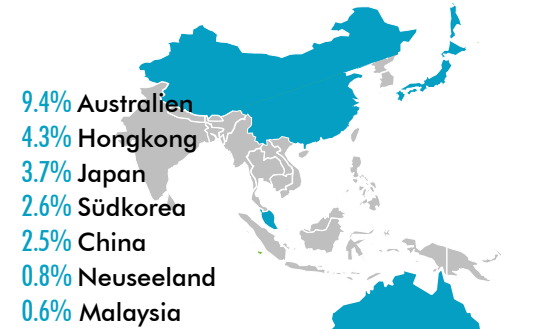 9.4% Australien
4.3% Hongkong
3.7% Japan
2.6% Südkorea
2.5% China
0.8% Neuseeland
0.6% Malaysia